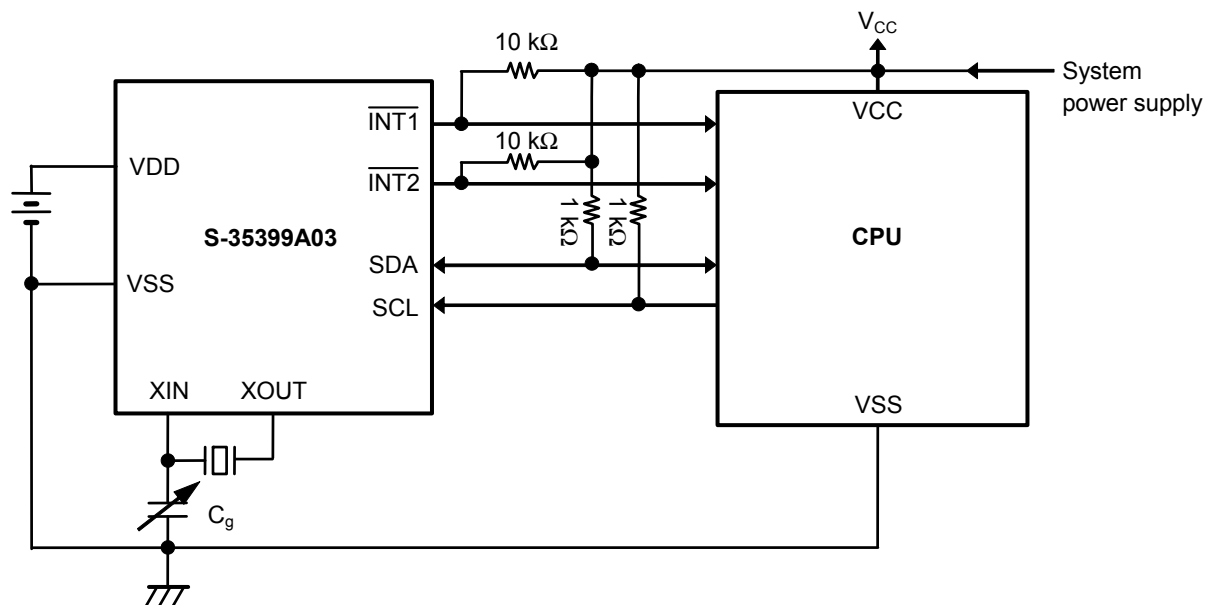 V_CC
10 kΩ
System
power supply
INT1
VCC
10 kΩ
VDD
INT2
1 kΩ
1 kΩ
S-35399A03
CPU
SDA
VSS
SCL
XIN
XOUT
VSS
C_g